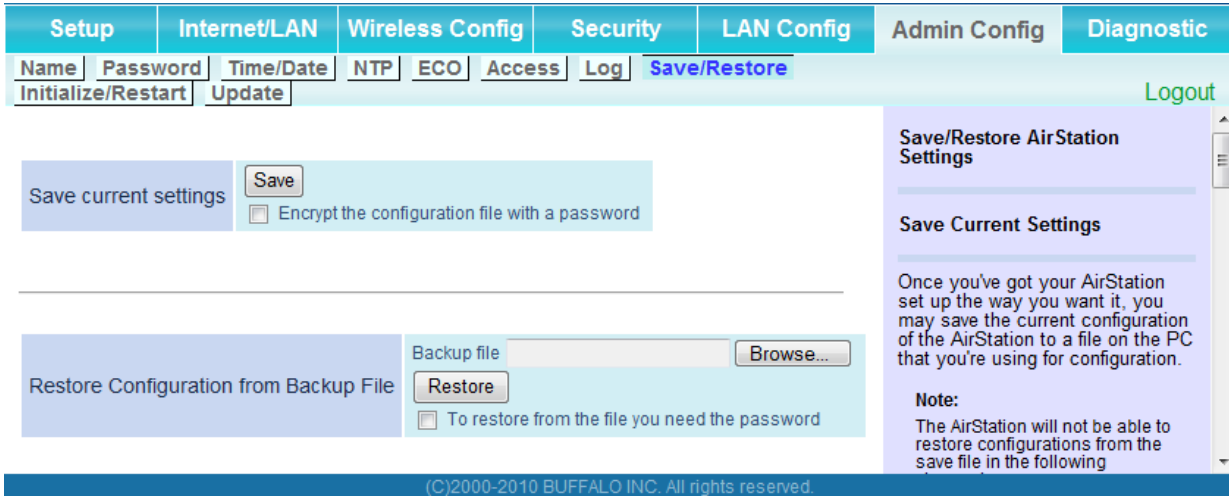 Setup Internet/LAN Wireless Config Security LAN Config Admin Config Diagnostic
Name Password Time/Date NTP ECO Access Log Save/Restore
Initialize/Restart Update
Logout
Save current settings
Save
Encrypt the configuration file with a password
Restore Configuration from Backup File
Backup file Browse...
Restore
To restore from the file you need the password
Save/Restore AirStation
Settings
Save Current Settings
Once you've got your AirStation
set up the way you want it, you
may save the current configuration
of the AirStation to a file on the PC
that you're using for configuration.
Note:
The AirStation will not be able to
restore configurations from the
save file in the following
(C)2000-2010 BUFFALO INC. All rights reserved.